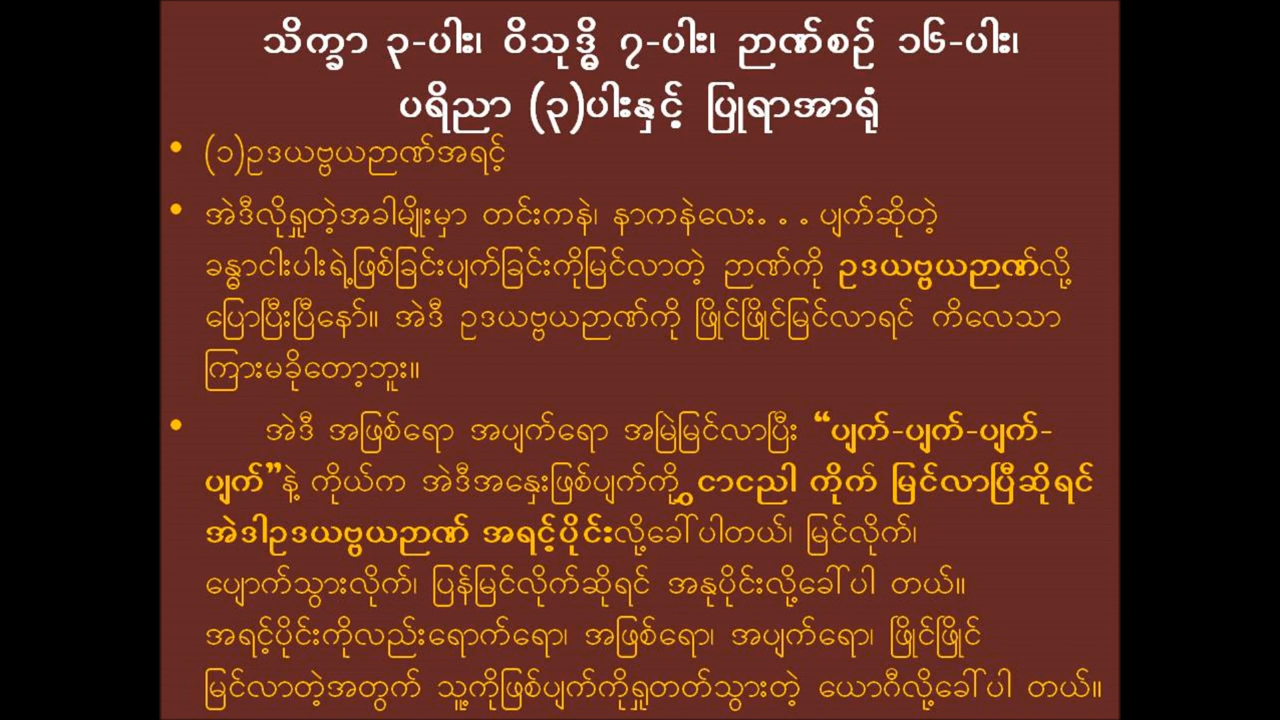 သိက္ခာ ၃-ပါး၊ ဝိသုဒ္ဓိ ၇-ပါး၊ ဉာဏ်စဉ် ၁၆-ပါး၊
ပရိညာ (၃)ပါးနှင့် ပြုရာအာရုံ
• (၁)ဥဒယဗ္ဗယဉာဏ်အရင့်
• အဲဒီလိုရှုတဲ့အခါမျိုးမှာ တင်းကနဲ၊ နာကနဲလေး. . . ပျက်ဆိုတဲ့
ခန္ဓာငါးပါးရဲ့ဖြစ်ခြင်းပျက်ခြင်းကိုမြင်လာတဲ့ ဉာဏ်ကို ဥဒယဗ္ဗယဉာဏ်လို့
ပြောပြီးပြီနော်။ အဲဒီ ဥဒယဗ္ဗယဉာဏ်ကို ဖြိုင်ဖြိုင်မြင်လာရင် ကိလေသာ
ကြားမခိုတော့ဘူး။
• အဲဒီ အဖြစ်ရော အပျက်ရော အမြဲမြင်လာပြီး “ပျက်-ပျက်-ပျက်-
ပျက်”နဲ့ ကိုယ်က အဲဒီအနှေးဖြစ်ပျက်ကို ှုငာငညါ ကိုက် မြင်လာပြီဆိုရင်
အဲဒါဥဒယဗ္ဗယဉာဏ် အရင့်ပိုင်းလို့ခေါ်ပါတယ်၊ မြင်လိုက်၊
ပျောက်သွားလိုက်၊ ပြန်မြင်လိုက်ဆိုရင် အနုပိုင်းလို့ခေါ်ပါ တယ်။
အရင့်ပိုင်းကိုလည်းရောက်ရော၊ အဖြစ်ရော၊ အပျက်ရော၊ ဖြိုင်ဖြိုင်
မြင်လာတဲ့အတွက် သူ့ကိုဖြစ်ပျက်ကိုရှုတတ်သွားတဲ့ ယောဂီလို့ခေါ်ပါ တယ်။